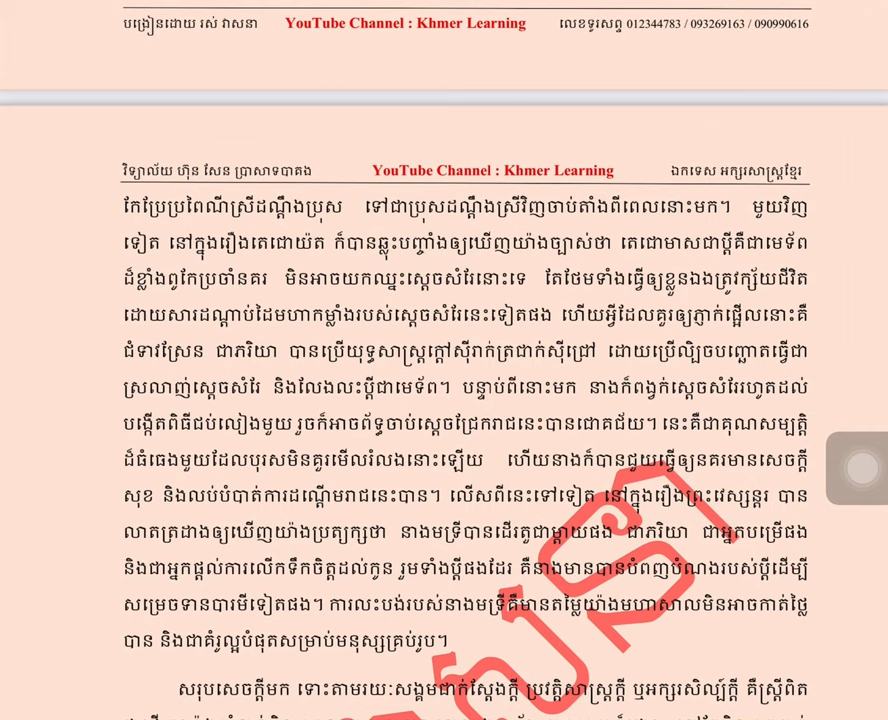 បង្រៀនដោយ រស់ វាសនា YouTube Channel : Khmer Learning លេខទូរសព្ទ 012344783 / 093269163 / 090990616
វិទ្យាល័យ ហ៊ុន សែន ប្រាសាទបាគង YouTube Channel : Khmer Learning ឯកទេស អក្សរសាស្ត្រខ្មែរ
កែប្រែប្រពៃណីស្រីដណ្ដឹងប្រុស ទៅជាប្រុសដណ្ដឹងស្រីវិញចាប់តាំងពីពេលនោះមក។ មួយវិញ
ទៀត នៅក្នុងរឿងតេជោយ៉ត ក៏បានឆ្លុះបញ្ចាំងឲ្យឃើញយ៉ាងច្បាស់ថា តេជោមាសជាប្ដីគឺជាមេទ័ព
ដ៏ខ្លាំងពូកែប្រចាំនគរ មិនអាចយកឈ្នះស្ដេចសំរែនោះទេ តែថែមទាំងធ្វើឲ្យខ្លួនឯងត្រូវក្ស័យជីវិត
ដោយសារដណ្ដាប់ដៃមហាកម្លាំងរបស់ស្ដេចសំរែនេះទៀតផង ហើយអ្វីដែលគួរឲ្យភ្ញាក់ផ្អើលនោះគឺ
ជំទាវស្រែន ជាភរិយា បានប្រើយុទ្ធសាស្ត្រក្ដៅស៊ីរាក់ត្រជាក់ស៊ីជ្រៅ ដោយប្រើល្បិចបញ្ឆោតធ្វើជា
ស្រលាញ់ស្ដេចសំរែ និងលែងលះប្ដីជាមេទ័ព។ បន្ទាប់ពីនោះមក នាងក៏ពង្វក់ស្ដេចសំរែរហូតដល់
បង្កើតពិធីជប់លៀងមួយ រួចក៏អាចព័ទ្ធចាប់ស្ដេចជ្រែករាជនេះបានជោគជ័យ។ នេះគឺជាគុណសម្បត្តិ
ដ៏ធំធេងមួយដែលបុរសមិនគួរមើលរំលងនោះឡើយ ហើយនាងក៏បានជួយធ្វើឲ្យនគរមានសេចក្ដី
សុខ និងលប់បំបាត់ការដណ្ដើមរាជនេះបាន។ លើសពីនេះទៅទៀត នៅក្នុងរឿងព្រះវេស្សន្តរ បាន
លាតត្រដាងឲ្យឃើញយ៉ាងប្រត្យក្សថា នាងមទ្រីបានដើរតួជាម្ដាយផង ជាភរិយា ជាអ្នកបម្រើផង
និងជាអ្នកផ្ដល់ការលើកទឹកចិត្តដល់កូន រួមទាំងប្ដីផងដែរ គឺនាងមានបានបំពេញបំណងរបស់ប្ដីដើម្បី
សម្រេចទានបារមីទៀតផង។ ការលះបង់របស់នាងមទ្រីគឺមានតម្លៃយ៉ាងមហាសាលមិនអាចកាត់ថ្លៃ
បាន និងជាគំរូល្អបំផុតសម្រាប់មនុស្សគ្រប់រូប។
សរុបសេចក្ដីមក ទោះតាមរយៈសង្គមជាក់ស្ដែងក្ដី ប្រវត្តិសាស្ត្រក្ដី ឬអក្សរសិល្ប៍ក្ដី គឺស្ត្រីពិត